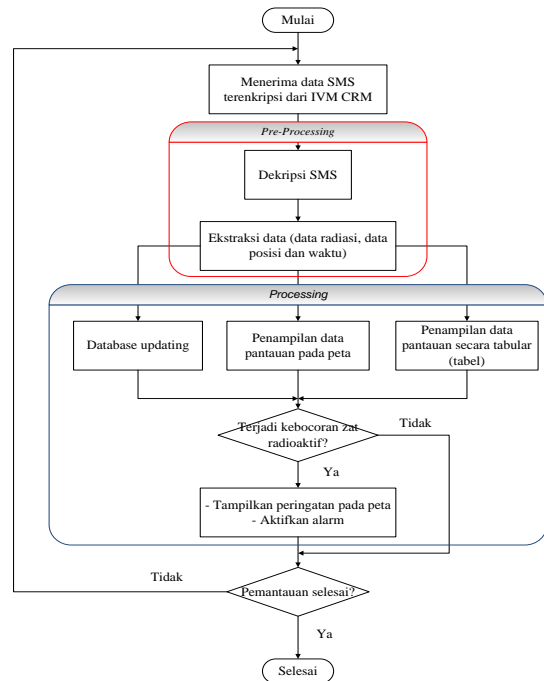 Mulai
Menerima data SMS
terenkripsi dari IVM CRM
Pre-Processing
Dekripsi SMS
Ekstraksi data (data radiasi, data
posisi dan waktu)
Processing
Database updating
Penampilan data
pantauan pada peta
Penampilan data
pantauan secara tabular
(tabel)
Terjadi kebocoran zat
radioaktif?
Tidak
Ya
- Tampilkan peringatan pada peta
- Aktifkan alarm
Tidak
Pemantauan selesai?
Ya
Selesai